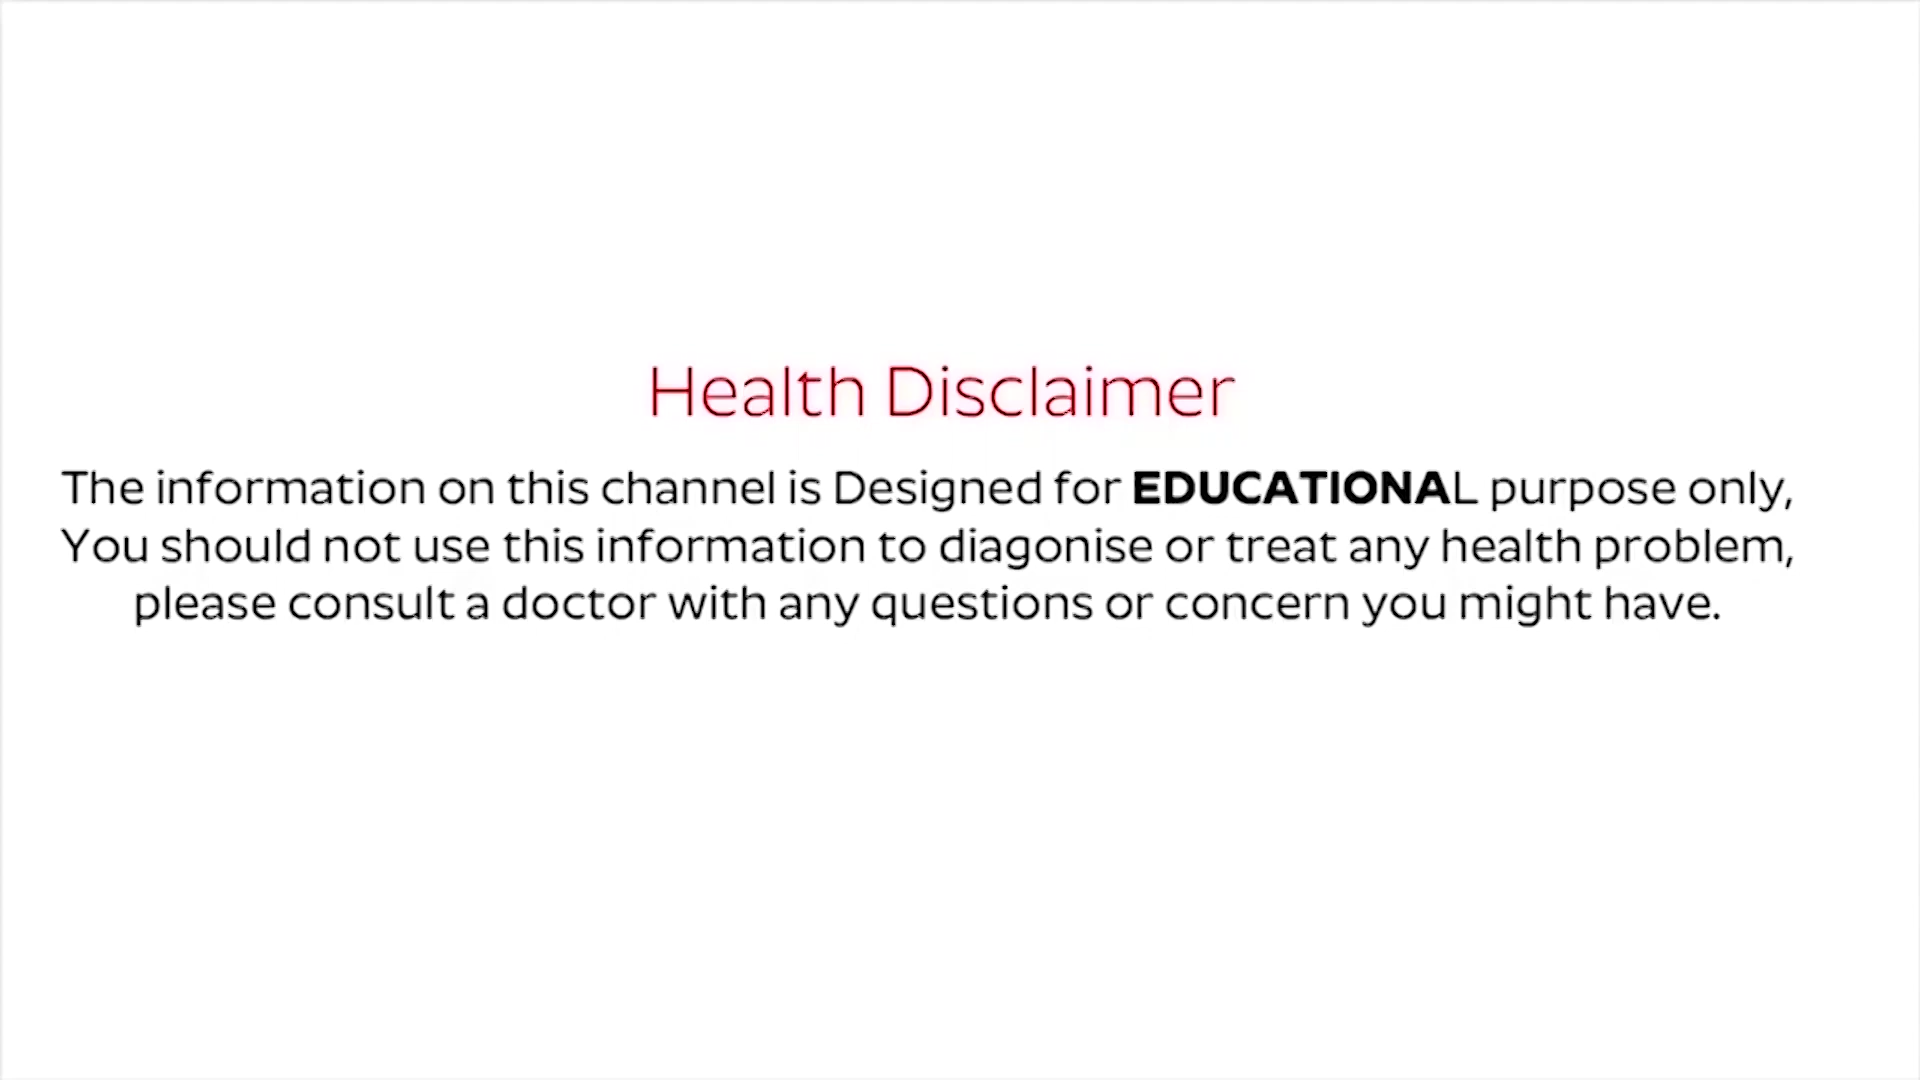 Health Disclaimer
The information on this channel is Designed for EDUCATIONAL purpose only,
You should not use this information to diagonise or treat any health problem,
please consult a doctor with any questions or concern you might have.